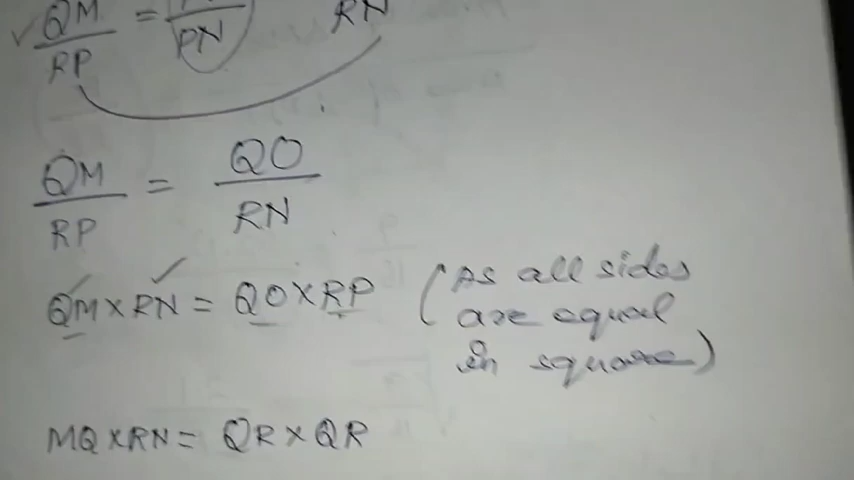 QM/RP = /PN RN
QM/RP = QO/RN
QM×RN = QO×RP (As all sides
are equal
in square)
MQ×RN = QR×QR